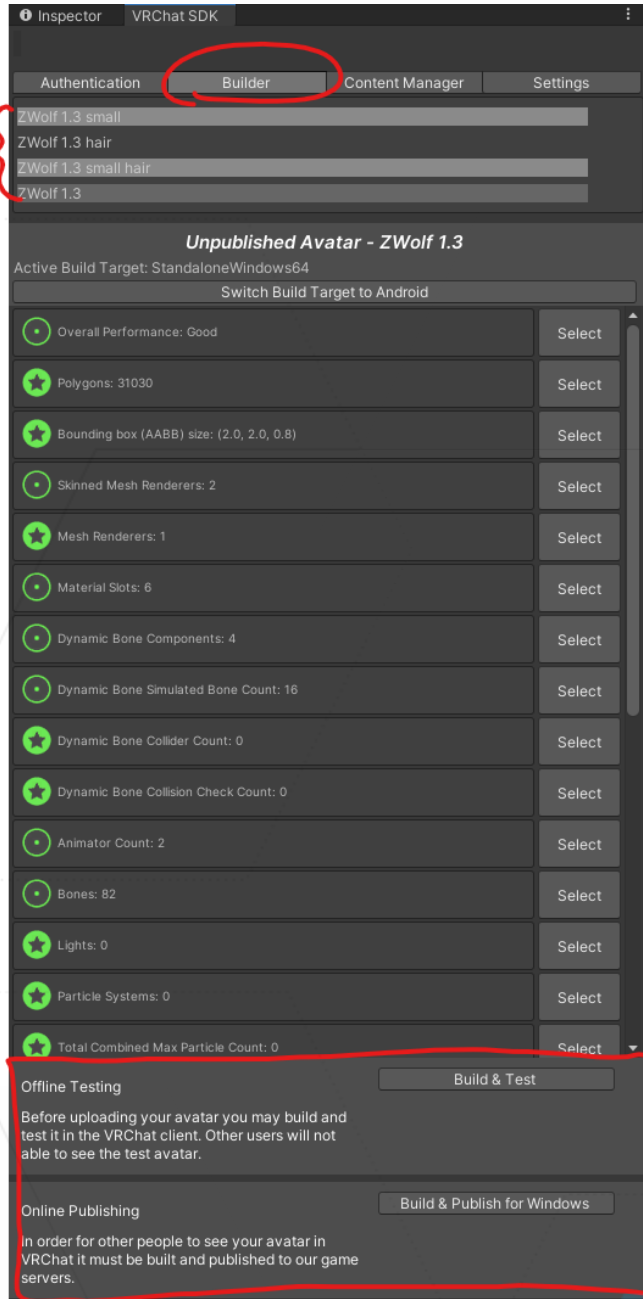 Inspector VRChat SDK
Authentication Builder Content Manager Settings
ZWolf 1.3 small
ZWolf 1.3 hair
ZWolf 1.3 small hair
ZWolf 1.3
Unpublished Avatar - ZWolf 1.3
Active Build Target: StandaloneWindows64
Switch Build Target to Android
Overall Performance: Good Select
Polygons: 31030 Select
Bounding box (AABB) size: (2.0, 2.0, 0.8) Select
Skinned Mesh Renderers: 2 Select
Mesh Renderers: 1 Select
Material Slots: 6 Select
Dynamic Bone Components: 4 Select
Dynamic Bone Simulated Bone Count: 16 Select
Dynamic Bone Collider Count: 0 Select
Dynamic Bone Collision Check Count: 0 Select
Animator Count: 2 Select
Bones: 82 Select
Lights: 0 Select
Particle Systems: 0 Select
Total Combined Max Particle Count: 0 Select
Offline Testing Build & Test
Before uploading your avatar you may build and
test it in the VRChat client. Other users will not
able to see the test avatar.
Online Publishing Build & Publish for Windows
In order for other people to see your avatar in
VRChat it must be built and published to our game
servers.